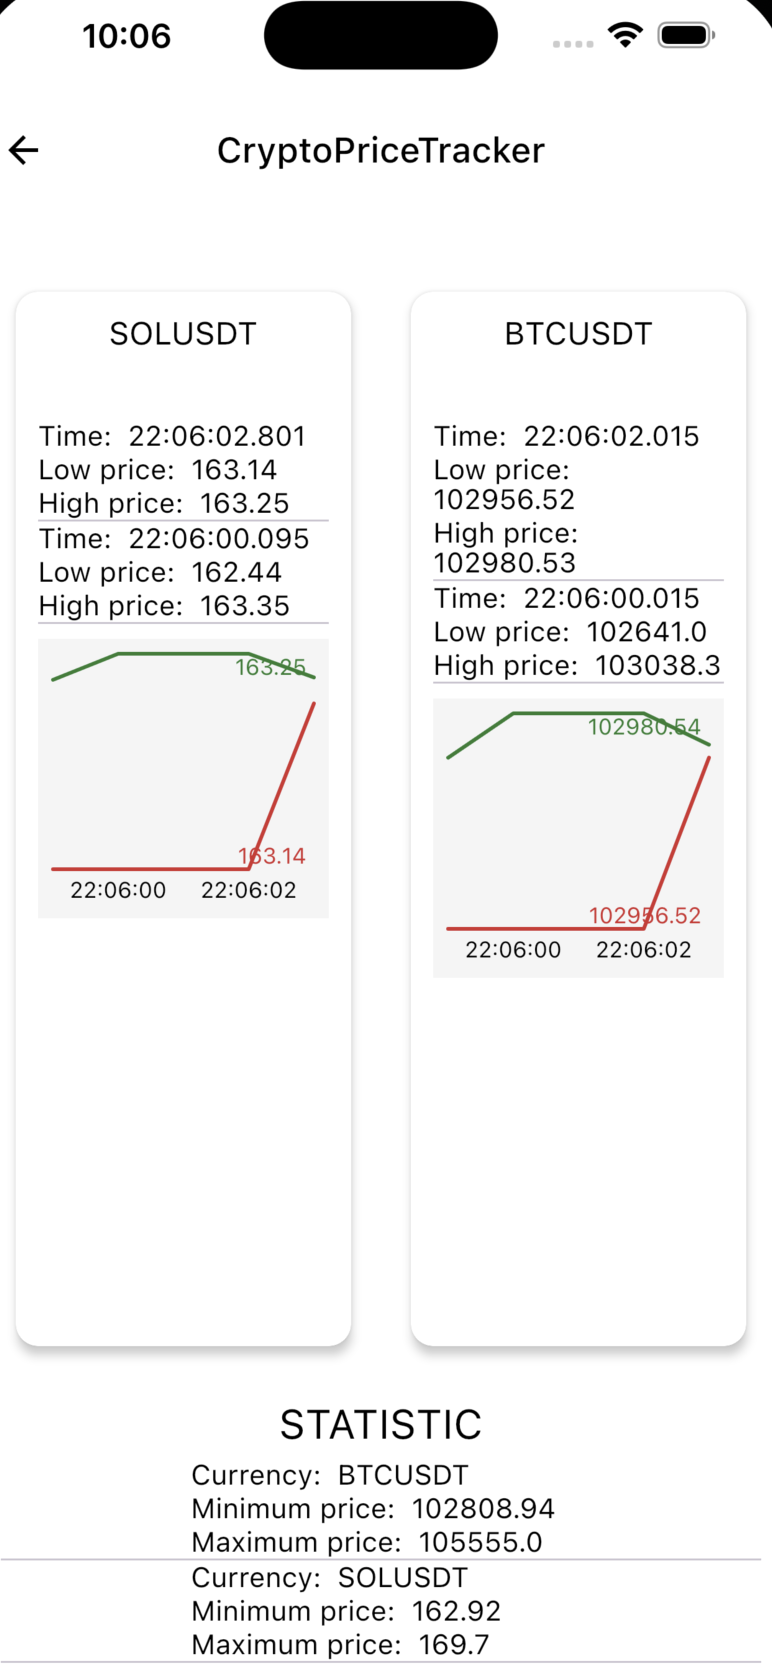 10:06
CryptoPriceTracker
SOLUSDT
Time: 22:06:02.801
Low price: 163.14
High price: 163.25
Time: 22:06:00.095
Low price: 162.44
High price: 163.35
163.25
163.14
22:06:00 22:06:02
BTCUSDT
Time: 22:06:02.015
Low price:
102956.52
High price:
102980.53
Time: 22:06:00.015
Low price: 102641.0
High price: 103038.3
102980.54
102956.52
22:06:00 22:06:02
STATISTIC
Currency: BTCUSDT
Minimum price: 102808.94
Maximum price: 105555.0
Currency: SOLUSDT
Minimum price: 162.92
Maximum price: 169.7